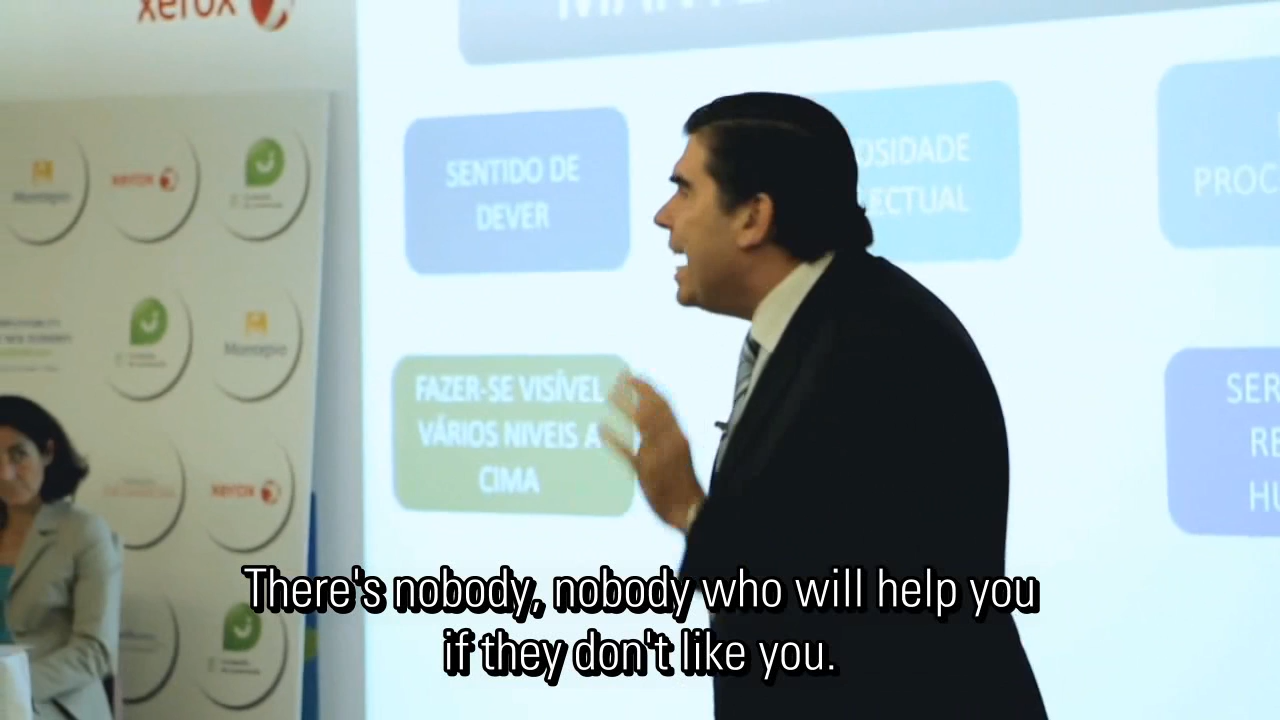 xerox
SENTIDO DE
DEVER
OSIDADE
LECTUAL
PROC
FAZER-SE VISÍVEL
VÁRIOS NIVEIS A
CIMA
SER
RE
HU
Montepio
xerox
Montepio
xerox
There's nobody, nobody who will help you
if they don't like you.